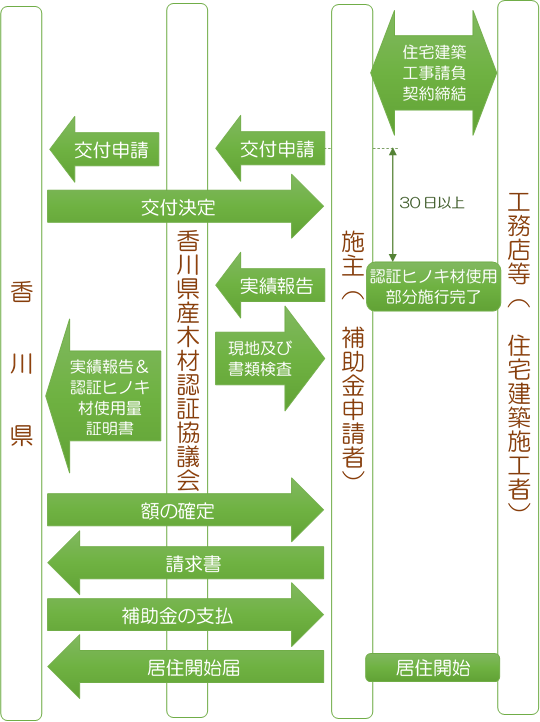 住宅建築
工事請負
契約締結
交付申請
交付申請
30日以上
交付決定
香川県
香川県産木材認証協議会
施主（補助金申請者）
工務店等（住宅建築施工者）
実績報告
認証ヒノキ材使用
部分施行完了
現地及び
書類検査
実績報告＆
認証ヒノキ
材使用量
証明書
額の確定
請求書
補助金の支払
居住開始届
居住開始